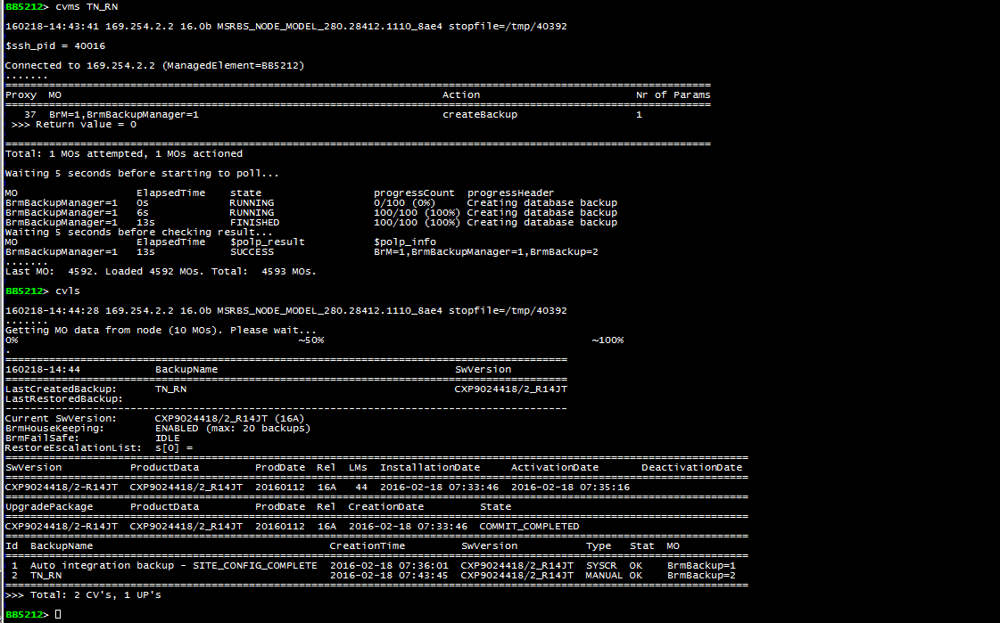 BB5212> cvms TN_RN
160218-14:43:41 169.254.2.2 16.0b MSRBS_NODE_MODEL_280.28412.1110_8ae4 stopfile=/tmp/40392
$ssh_pid = 40016
Connected to 169.254.2.2 (ManagedElement=BB5212)
.......
=================================================================================================================
Proxy  MO                                                             Action                         Nr of Params
=================================================================================================================
   37  BrM=1,BrmBackupManager=1                                       createBackup                   1
 >>> Return value = 0
=================================================================================================================
Total: 1 MOs attempted, 1 MOs actioned
Waiting 5 seconds before starting to poll...
MO                   ElapsedTime    state                  progressCount  progressHeader
BrmBackupManager=1   0s             RUNNING                0/100 (0%)     Creating database backup
BrmBackupManager=1   6s             RUNNING                100/100 (100%) Creating database backup
BrmBackupManager=1   13s            FINISHED               100/100 (100%) Creating database backup
Waiting 5 seconds before checking result...
MO                   ElapsedTime    $polp_result           $polp_info
BrmBackupManager=1   13s            SUCCESS                BrM=1,BrmBackupManager=1,BrmBackup=2
.......
Last MO:  4592. Loaded 4592 MOs. Total:  4593 MOs.
BB5212> cvls
160218-14:44:28 169.254.2.2 16.0b MSRBS_NODE_MODEL_280.28412.1110_8ae4 stopfile=/tmp/40392
.......
Getting MO data from node (10 MOs). Please wait...
0%                                             ~50%                                           ~100%
.
==========================================================================================
160218-14:44            BackupName                                      SwVersion
==========================================================================================
LastCreatedBackup:      TN_RN                                           CXP9024418/2_R14JT
LastRestoredBackup:
------------------------------------------------------------------------------------------
Current SwVersion:      CXP9024418/2_R14JT (16A)
BrmHouseKeeping:        ENABLED (max: 20 backups)
BrmFailSafe:            IDLE
RestoreEscalationList:  s[0] =
=======================================================================================================================
SwVersion           ProductData         ProdDate  Rel  LMs  InstallationDate     ActivationDate       DeactivationDate
=======================================================================================================================
CXP9024418/2-R14JT  CXP9024418/2_R14JT  20160112  16A   44  2016-02-18 07:33:46  2016-02-18 07:35:16
=======================================================================================================================
UpgradePackage      ProductData         ProdDate  Rel  CreationDate         State
=======================================================================================================================
CXP9024418/2-R14JT  CXP9024418/2_R14JT  20160112  16A  2016-02-18 07:33:46  COMMIT_COMPLETED
=======================================================================================================================
Id  BackupName                                      CreationTime         SwVersion           Type   Stat  MO
=======================================================================================================================
 1  Auto integration backup - SITE_CONFIG_COMPLETE  2016-02-18 07:36:01  CXP9024418/2_R14JT  SYSCR  OK    BrmBackup=1
 2  TN_RN                                           2016-02-18 07:43:45  CXP9024418/2_R14JT  MANUAL OK    BrmBackup=2
=======================================================================================================================
>>> Total: 2 CV's, 1 UP's
BB5212>